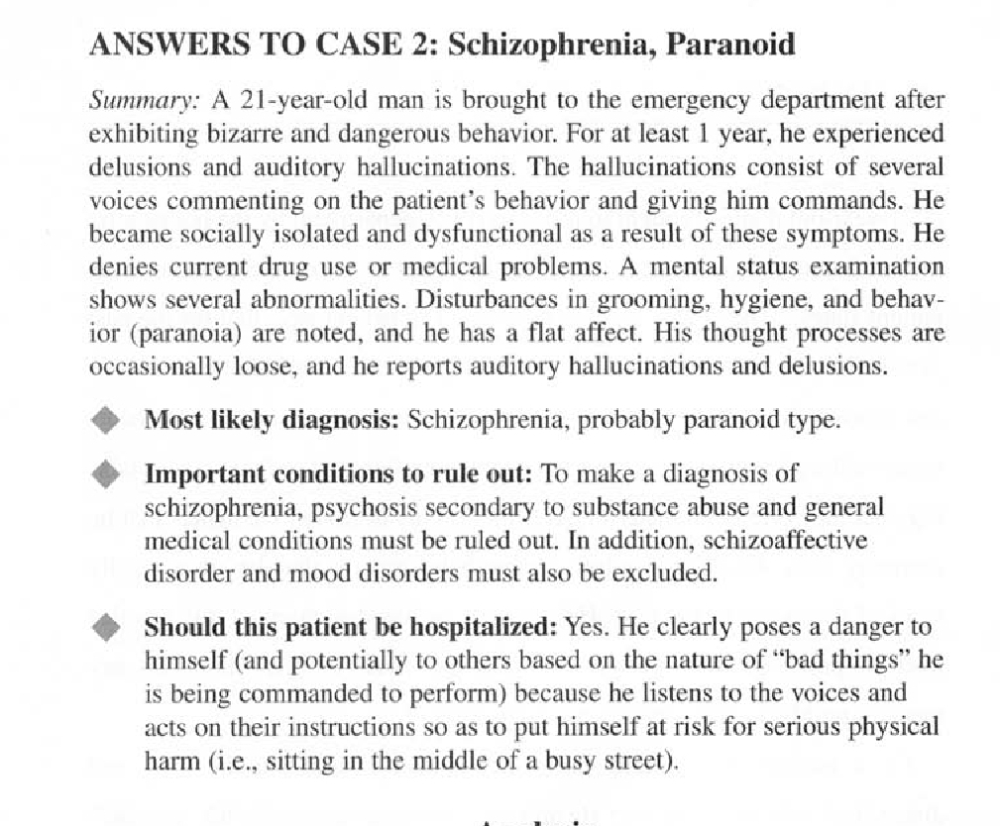 ANSWERS TO CASE 2: Schizophrenia, Paranoid
Summary: A 21-year-old man is brought to the emergency department after
exhibiting bizarre and dangerous behavior. For at least 1 year, he experienced
delusions and auditory hallucinations. The hallucinations consist of several
voices commenting on the patient's behavior and giving him commands. He
became socially isolated and dysfunctional as a result of these symptoms. He
denies current drug use or medical problems. A mental status examination
shows several abnormalities. Disturbances in grooming, hygiene, and behav-
ior (paranoia) are noted, and he has a flat affect. His thought processes are
occasionally loose, and he reports auditory hallucinations and delusions.
Most likely diagnosis: Schizophrenia, probably paranoid type.
Important conditions to rule out: To make a diagnosis of
schizophrenia, psychosis secondary to substance abuse and general
medical conditions must be ruled out. In addition, schizoaffective
disorder and mood disorders must also be excluded.
Should this patient be hospitalized: Yes. He clearly poses a danger to
himself (and potentially to others based on the nature of “bad things” he
is being commanded to perform) because he listens to the voices and
acts on their instructions so as to put himself at risk for serious physical
harm (i.e., sitting in the middle of a busy street).